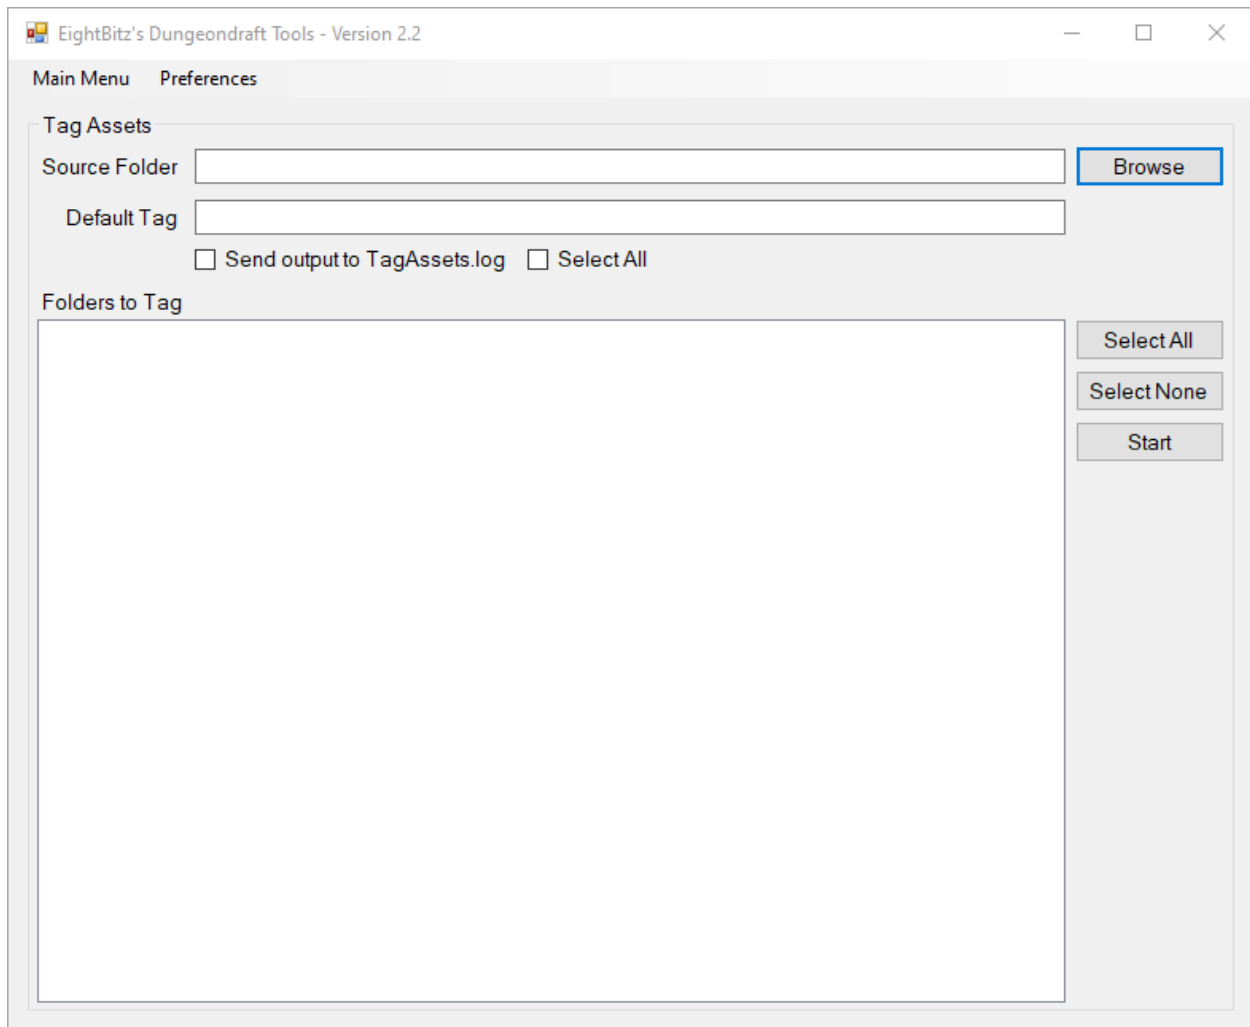 EightBitz's Dungeondraft Tools - Version 2.2
Main Menu Preferences
Tag Assets
Source Folder Browse
Default Tag
Send output to TagAssets.log Select All
Folders to Tag
Select All
Select None
Start